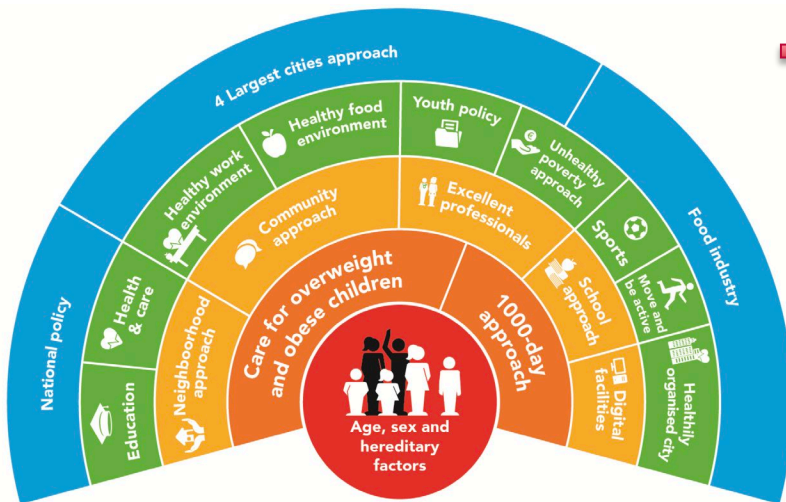 4 Largest cities approach
National policy
Food industry
Education
Health
& care
Healthy work
environment
Healthy food
environment
Youth policy
Unhealthy
poverty
approach
Sports
Move and
be active
Healthily
organised city
Neighbourhood
approach
Community
approach
Excellent
professionals
School
approach
Digital
facilities
Care for overweight
and obese children
1000-day
approach
€
Age, sex and
hereditary
factors